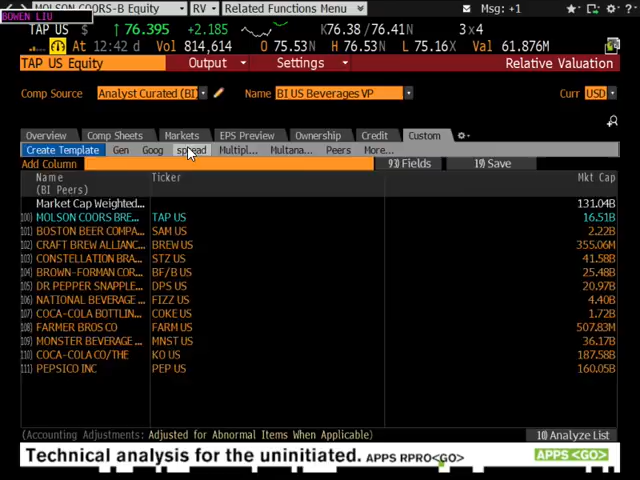 MOLSON COORS-B Equity RV Related Functions Menu Msg: +1
BOWEN LIU
TAP US $ 76.395 +2.185 K76.38 / 76.41N 3x4
At 12:42 d Vol 814,614 O 75.53N H 76.53N L 75.16X Val 61.876M
TAP US Equity Output Settings Relative Valuation
Comp Source Analyst Curated (BI) Name BI US Beverages VP Curr USD
Overview Comp Sheets Markets EPS Preview Ownership Credit Custom
Create Template Gen Goog spread Multipl... Multana... Peers More...
Add Column 93) Fields 19) Save
Name Ticker Mkt Cap
(BI Peers)
Market Cap Weighted... 131.04B
100) MOLSON COORS BRE... TAP US 16.51B
101) BOSTON BEER COMPA... SAM US 2.22B
102) CRAFT BREW ALLIANC... BREW US 355.06M
103) CONSTELLATION BRA... STZ US 41.58B
104) BROWN-FORMAN COR... BF/B US 25.48B
105) DR PEPPER SNAPPLE... DPS US 20.97B
106) NATIONAL BEVERAGE ... FIZZ US 4.40B
107) COCA-COLA BOTTLIN... COKE US 1.72B
108) FARMER BROS CO FARM US 507.83M
109) MONSTER BEVERAGE ... MNST US 36.17B
110) COCA-COLA CO/THE KO US 187.58B
111) PEPSICO INC PEP US 160.05B
(Accounting Adjustments: Adjusted for Abnormal Items When Applicable) 10) Analyze List
Technical analysis for the uninitiated. APPS RPRO<GO> APPS <GO>